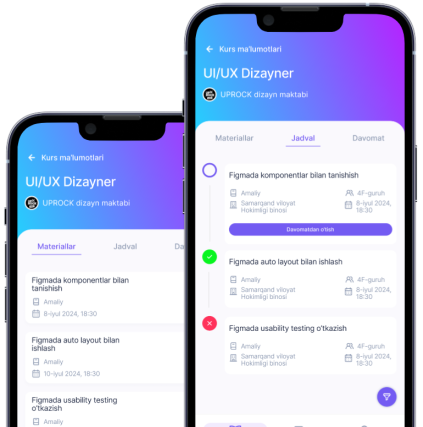 Kurs ma'lumotlari
UI/UX Dizayner
UPROCK dizayn maktabi
Materiallar Jadval Da
Figmada komponentlar bilan
tanishish
Amaliy
8-iyul 2024, 18:30
Figmada auto layout bilan
ishlash
Amaliy
10-iyul 2024, 18:30
Figmada usability testing
o'tkazish
Amaliy
Kurs ma'lumotlari
UI/UX Dizayner
UPROCK dizayn maktabi
Materiallar Jadval Davomat
Figmada komponentlar bilan tanishish
Amaliy 4F-guruh
Samarqand viloyat 8-iyul 2024,
Hokimligi binosi 18:30
Davomatdan o'tish
Figmada auto layout bilan ishlash
Amaliy 4F-guruh
Samarqand viloyat 8-iyul 2024,
Hokimligi binosi 18:30
Figmada usability testing o'tkazish
Amaliy 4F-guruh
Samarqand viloyat 8-iyul 2024,
Hokimligi binosi 18:30